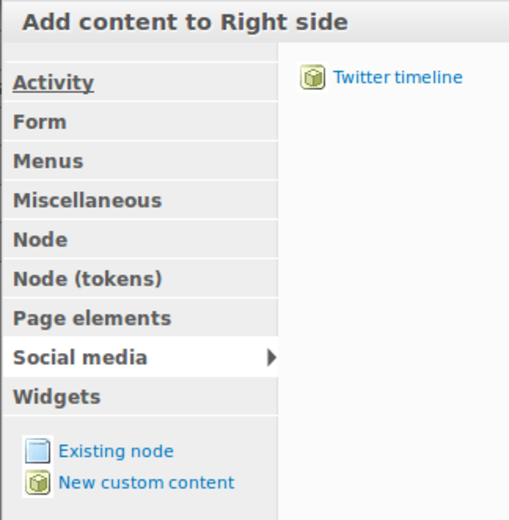 Add content to Right side
Activity
Form
Menus
Miscellaneous
Node
Node (tokens)
Page elements
Social media
Widgets
Existing node
New custom content
Twitter timeline